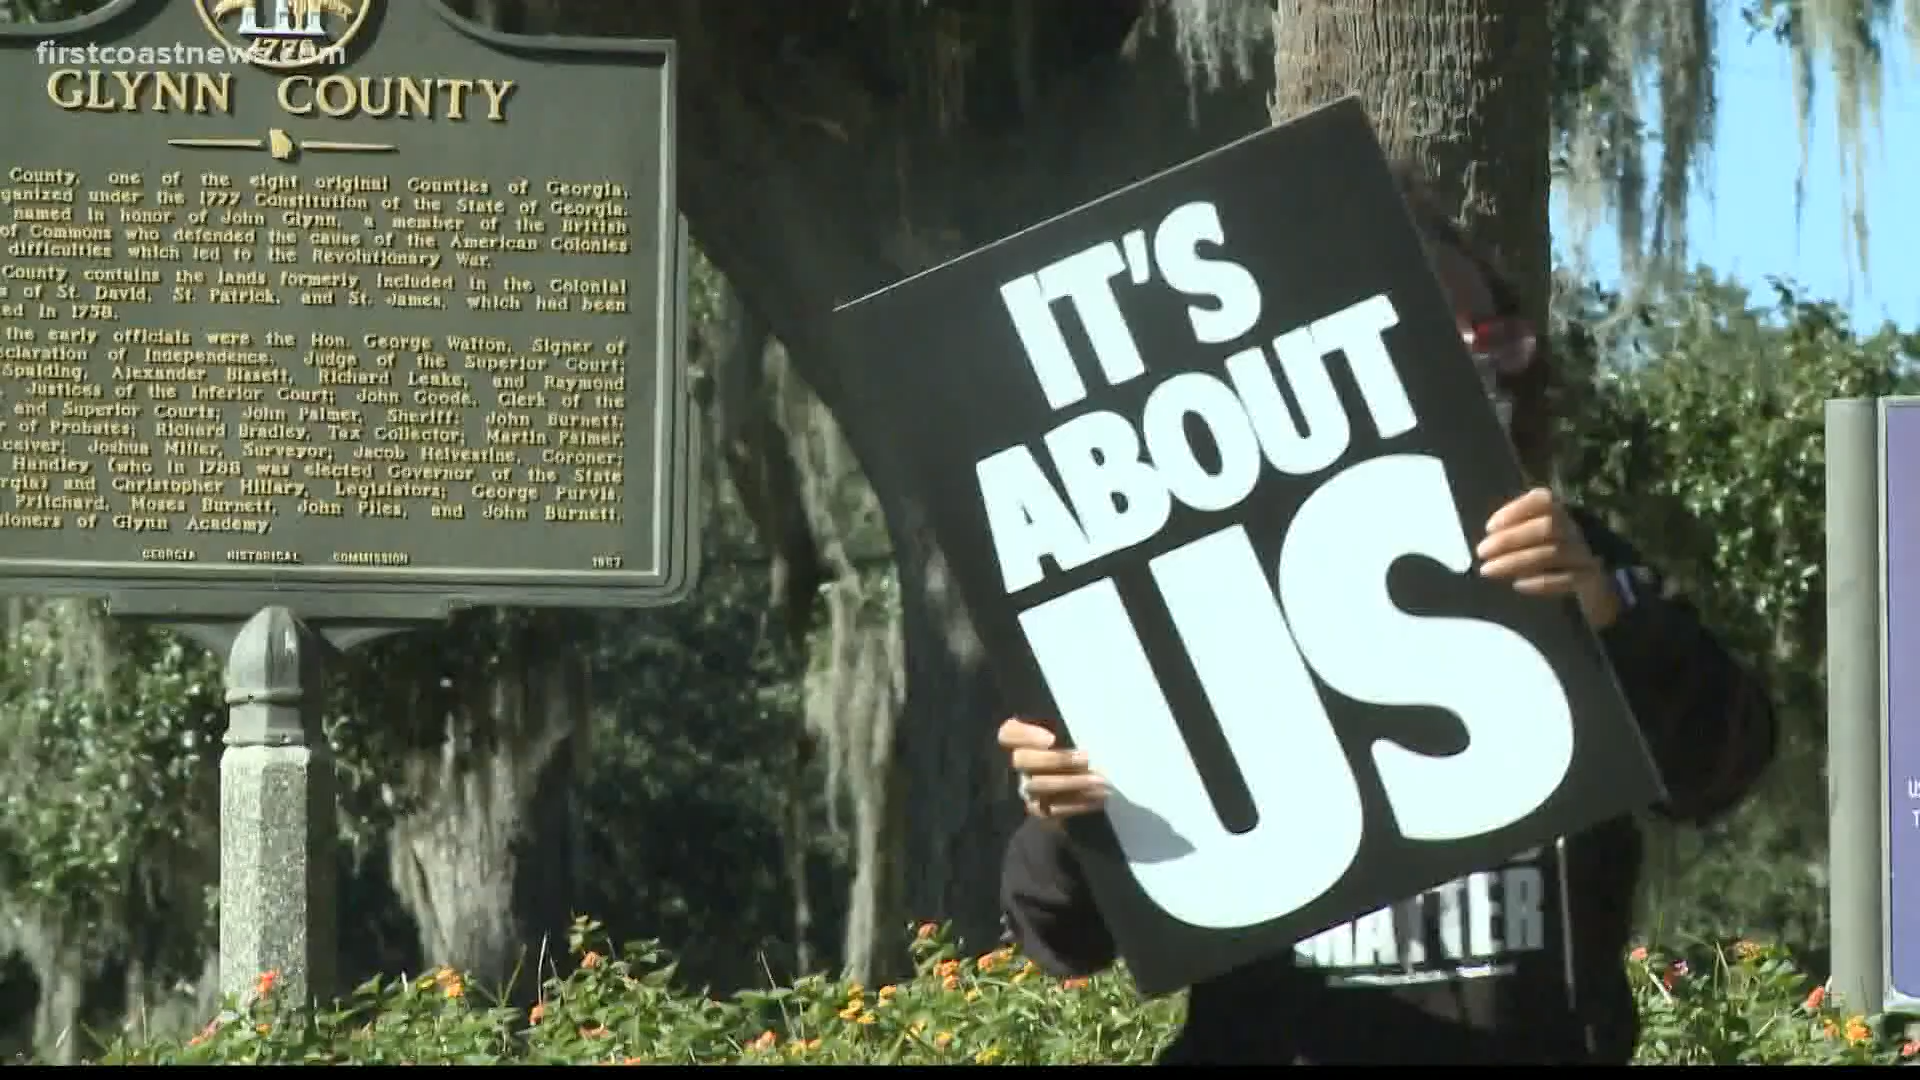 1776
firstcoastnews.com
GLYNN COUNTY
County, one of the eight original Counties of Georgia,
ganized under the 1777 Constitution of the State of Georgia.
named in honor of John Glynn, a member of the British
of Commons who defended the cause of the American Colonies
difficulties which led to the Revolutionary War.
County contains the lands formerly included in the Colonial
s of St. David, St. Patrick, and St. James, which had been
ed in 1758.
the early officials were the Hon. George Walton, Signer of
claration of Independence, Judge of the Superior Court;
Spalding, Alexander Bissett, Richard Leake, and Raymond
Justices of the Inferior Court; John Goode, Clerk of the
and Superior Courts; John Palmer, Sheriff; John Burnett,
r of Probates; Richard Bradley, Tax Collector; Martin Palmer,
ceiver; Joshua Miller, Surveyor; Jacob Helvestine, Coroner;
Handley (who in 1788 was elected Governor of the State
rgia) and Christopher Hillary, Legislators; George Purvis,
Pritchard, Moses Burnett, John Piles, and John Burnett,
sioners of Glynn Academy.
GEORGIA HISTORICAL COMMISSION 1957
IT'S
ABOUT
US
MATTER